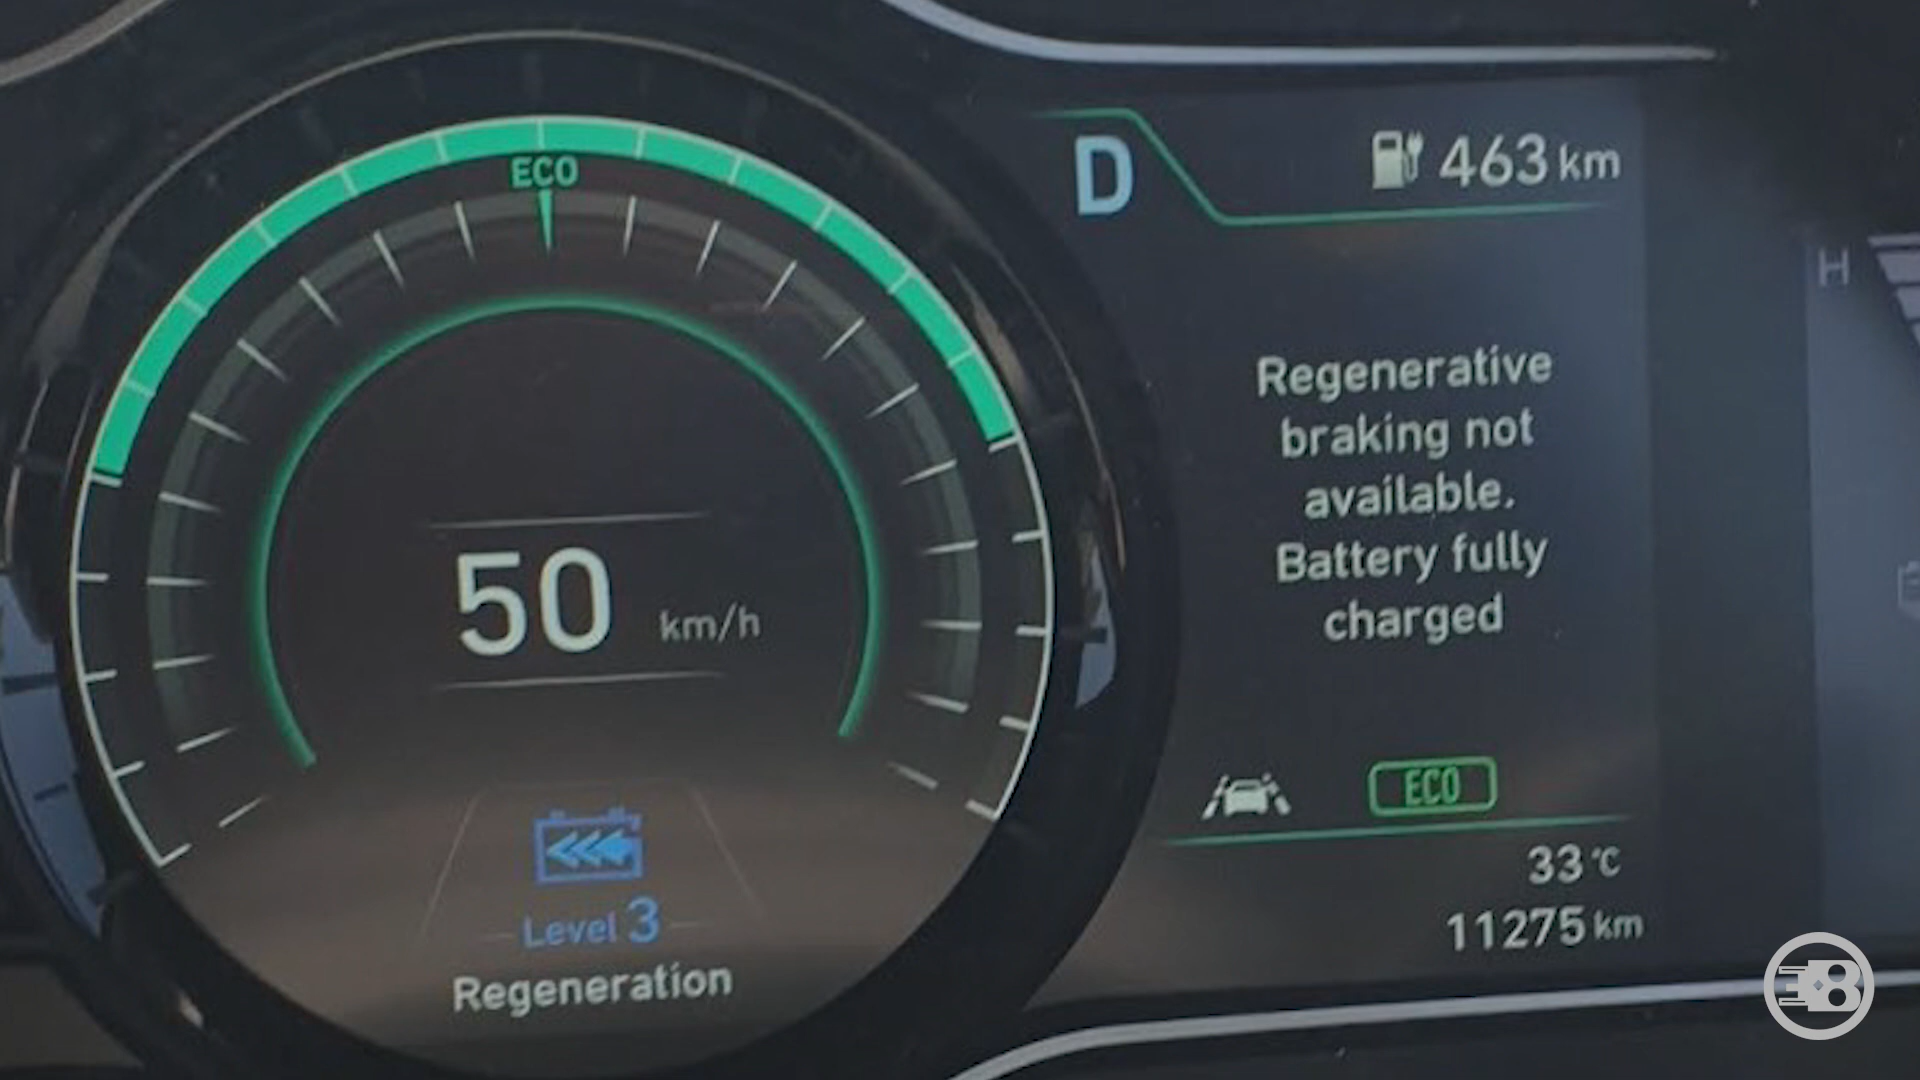 ECO
50 km/h
Level 3
Regeneration
D
463 km
Regenerative
braking not
available.
Battery fully
charged
ECO
33 °C
11275 km
H